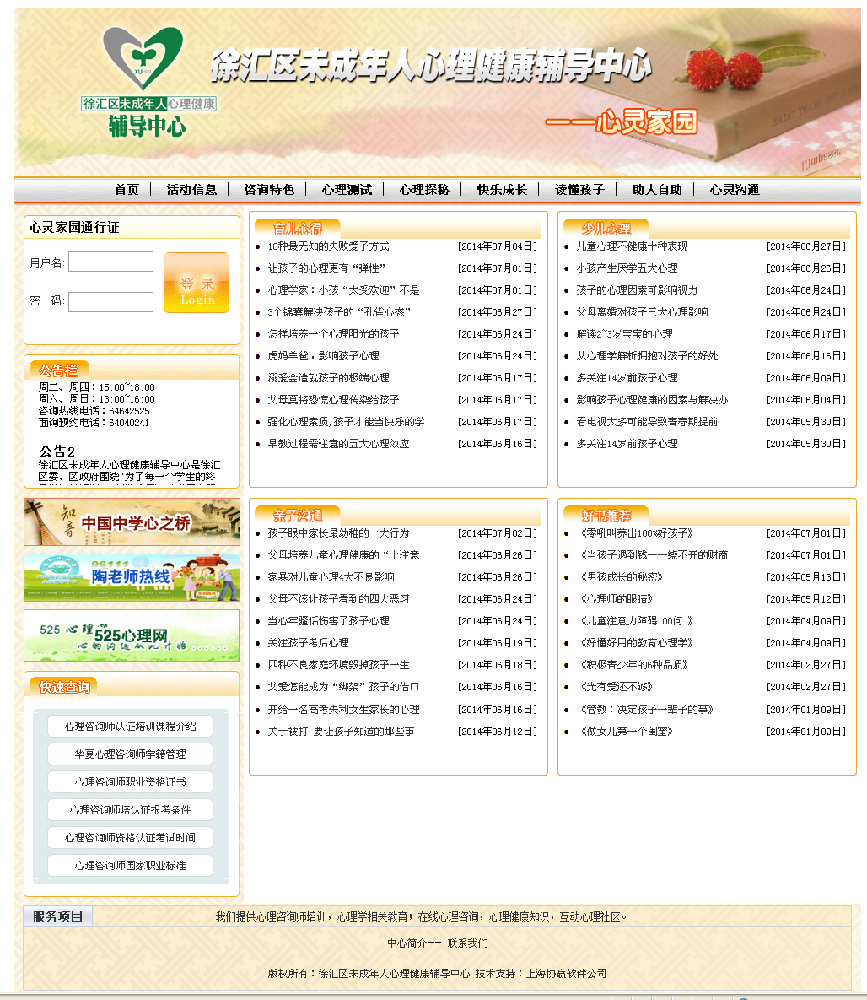 徐汇区未成年人心理健康辅导中心
XUHUI
徐汇区未成年人心理健康
辅导中心
——心灵家园
首页 活动信息 咨询特色 心理测试 心理探秘 快乐成长 读懂孩子 助人自助 心灵沟通
心灵家园通行证
用户名:
密 码:
登 录
Login
公告栏
周二、周四：15:00~18:00
周六、周日：13:00~16:00
咨询热线电话：64642525
面询预约电话：64040241
公告2
徐汇区未成年人心理健康辅导中心是徐汇
区委、区政府围绕“为了每一个学生的终
知音
中国中学心之桥
96111
陶老师热线
525 心理
525心理网
心的问选从此开始......
快速查询
心理咨询师认证培训课程介绍
华夏心理咨询师学籍管理
心理咨询师职业资格证书
心理咨询师培认证报考条件
心理咨询师资格认证考试时间
心理咨询师国家职业标准
育儿心得
10种最无知的失败爱子方式 [2014年07月04日]
让孩子的心理更有“弹性” [2014年07月01日]
心理学家：小孩“太受欢迎”不是 [2014年07月01日]
3个锦囊解决孩子的“孔雀心态” [2014年06月27日]
怎样培养一个心理阳光的孩子 [2014年06月24日]
虎妈羊爸，影响孩子心理 [2014年06月24日]
溺爱会造就孩子的极端心理 [2014年06月17日]
父母莫将恐慌心理传染给孩子 [2014年06月17日]
强化心理素质,孩子才能当快乐的学 [2014年06月17日]
早教过程需注意的五大心理效应 [2014年06月16日]
少儿心理
儿童心理不健康十种表现 [2014年06月27日]
小孩产生厌学五大心理 [2014年06月26日]
孩子的心理因素可影响视力 [2014年06月24日]
父母离婚对孩子三大心理影响 [2014年06月24日]
解读2~3岁宝宝的心理 [2014年06月17日]
从心理学解析拥抱对孩子的好处 [2014年06月16日]
多关注14岁前孩子心理 [2014年06月09日]
影响孩子心理健康的因素与解决办 [2014年06月04日]
看电视太多可能导致青春期提前 [2014年05月30日]
多关注14岁前孩子心理 [2014年05月30日]
亲子沟通
孩子眼中家长最幼稚的十大行为 [2014年07月02日]
父母培养儿童心理健康的“十注意 [2014年06月26日]
家暴对儿童心理4大不良影响 [2014年06月26日]
父母不该让孩子看到的四大恶习 [2014年06月24日]
当心牢骚话伤害了孩子心理 [2014年06月24日]
关注孩子考后心理 [2014年06月19日]
四种不良家庭环境毁掉孩子一生 [2014年06月18日]
父爱怎能成为“绑架”孩子的借口 [2014年06月16日]
开给一名高考失利女生家长的心理 [2014年06月16日]
关于被打 要让孩子知道的那些事 [2014年06月12日]
好书推荐
《零吼叫养出100%好孩子》 [2014年07月01日]
《当孩子遇到钱——绕不开的财商 [2014年07月01日]
《男孩成长的秘密》 [2014年05月13日]
《心理师的眼睛》 [2014年05月12日]
《儿童注意力障碍100问 》 [2014年04月09日]
《好懂好用的教育心理学》 [2014年04月09日]
《积极青少年的6种品质》 [2014年02月27日]
《光有爱还不够》 [2014年02月27日]
《管教：决定孩子一辈子的事》 [2014年01月09日]
《做女儿第一个闺蜜》 [2014年01月09日]
服务项目
我们提供心理咨询师培训，心理学相关教育；在线心理咨询，心理健康知识，互动心理社区。
中心简介—— 联系我们
版权所有：徐汇区未成年人心理健康辅导中心 技术支持：上海协赢软件公司